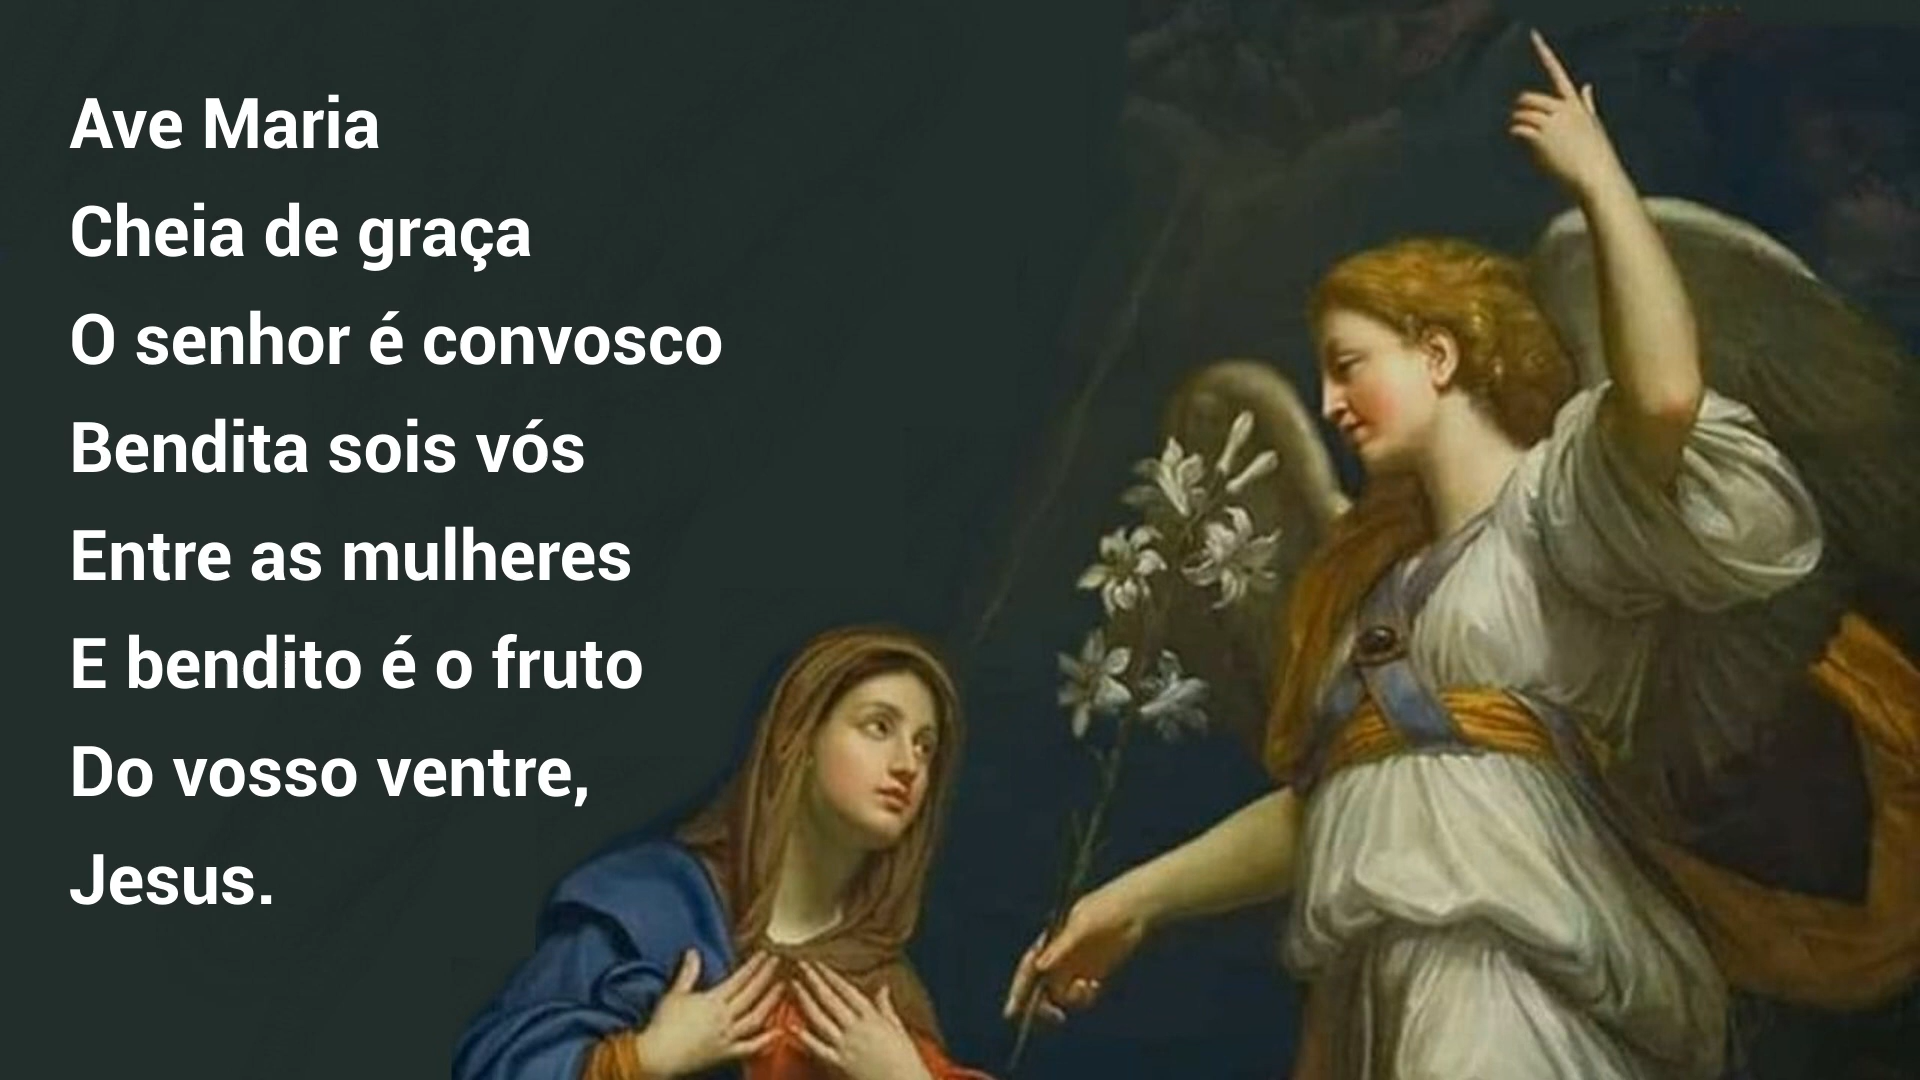 Ave Maria
Cheia de graça
O senhor é convosco
Bendita sois vós
Entre as mulheres
E bendito é o fruto
Do vosso ventre,
Jesus.